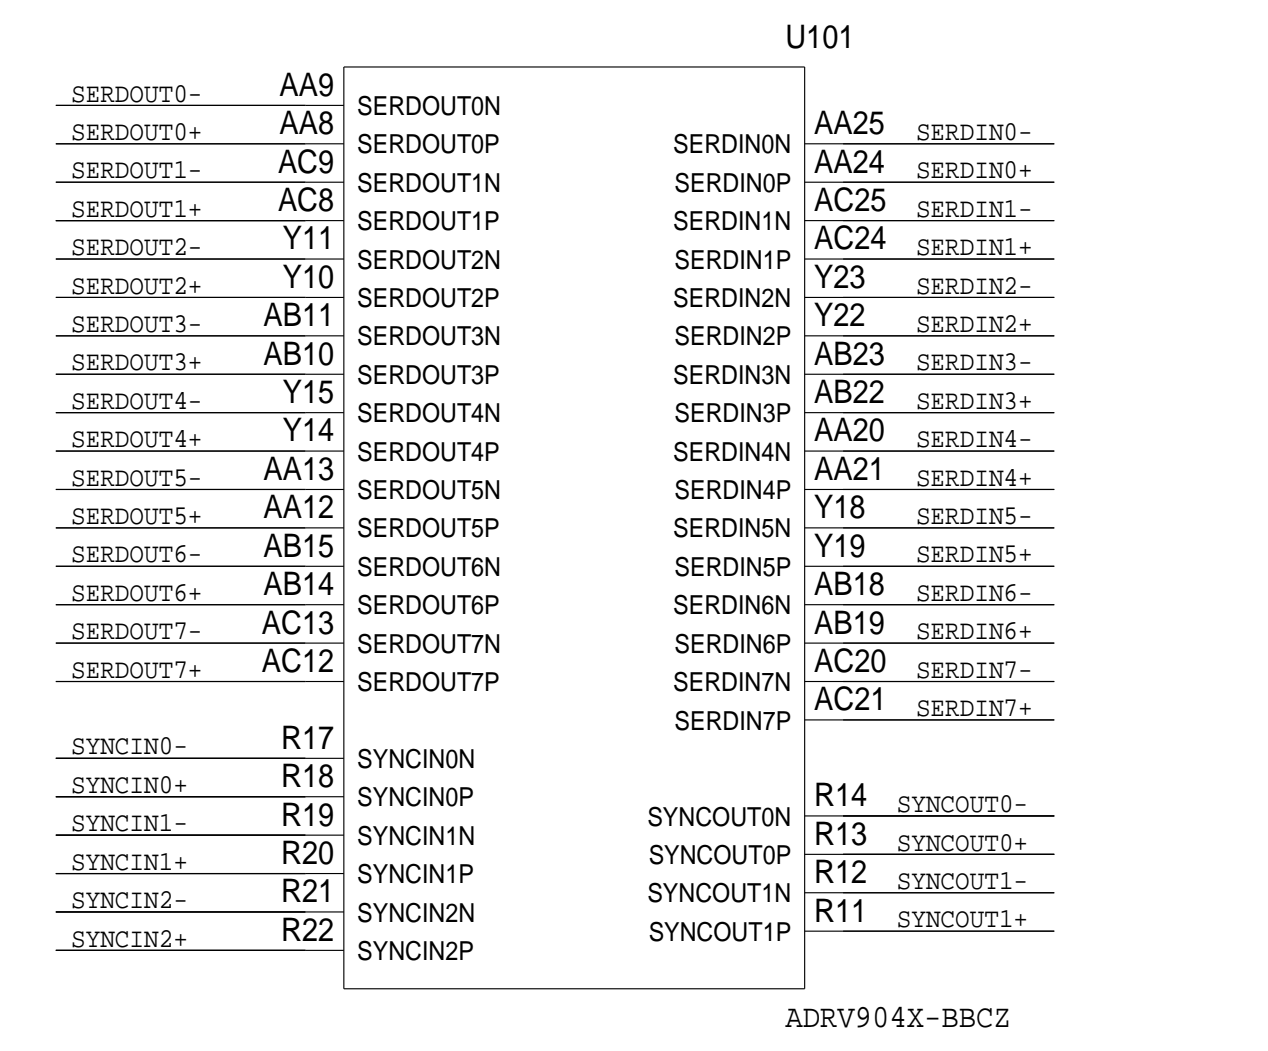 U101
SERDOUT0- AA9 SERDOUT0N
SERDOUT0+ AA8 SERDOUT0P
SERDIN0N AA25 SERDIN0-
SERDOUT1- AC9 SERDOUT1N
SERDIN0P AA24 SERDIN0+
SERDOUT1+ AC8 SERDOUT1P
SERDIN1N AC25 SERDIN1-
SERDOUT2- Y11 SERDOUT2N
SERDIN1P AC24 SERDIN1+
SERDOUT2+ Y10 SERDOUT2P
SERDIN2N Y23 SERDIN2-
SERDOUT3- AB11 SERDOUT3N
SERDIN2P Y22 SERDIN2+
SERDOUT3+ AB10 SERDOUT3P
SERDIN3N AB23 SERDIN3-
SERDOUT4- Y15 SERDOUT4N
SERDIN3P AB22 SERDIN3+
SERDOUT4+ Y14 SERDOUT4P
SERDIN4N AA20 SERDIN4-
SERDOUT5- AA13 SERDOUT5N
SERDIN4P AA21 SERDIN4+
SERDOUT5+ AA12 SERDOUT5P
SERDIN5N Y18 SERDIN5-
SERDOUT6- AB15 SERDOUT6N
SERDIN5P Y19 SERDIN5+
SERDOUT6+ AB14 SERDOUT6P
SERDIN6N AB18 SERDIN6-
SERDOUT7- AC13 SERDOUT7N
SERDIN6P AB19 SERDIN6+
SERDOUT7+ AC12 SERDOUT7P
SERDIN7N AC20 SERDIN7-
SERDIN7P AC21 SERDIN7+
SYNCIN0- R17 SYNCIN0N
SYNCIN0+ R18 SYNCIN0P
SYNCIN1- R19 SYNCIN1N
SYNCOUT0N R14 SYNCOUT0-
SYNCIN1+ R20 SYNCIN1P
SYNCOUT0P R13 SYNCOUT0+
SYNCIN2- R21 SYNCIN2N
SYNCOUT1N R12 SYNCOUT1-
SYNCIN2+ R22 SYNCIN2P
SYNCOUT1P R11 SYNCOUT1+
ADRV904X-BBCZ